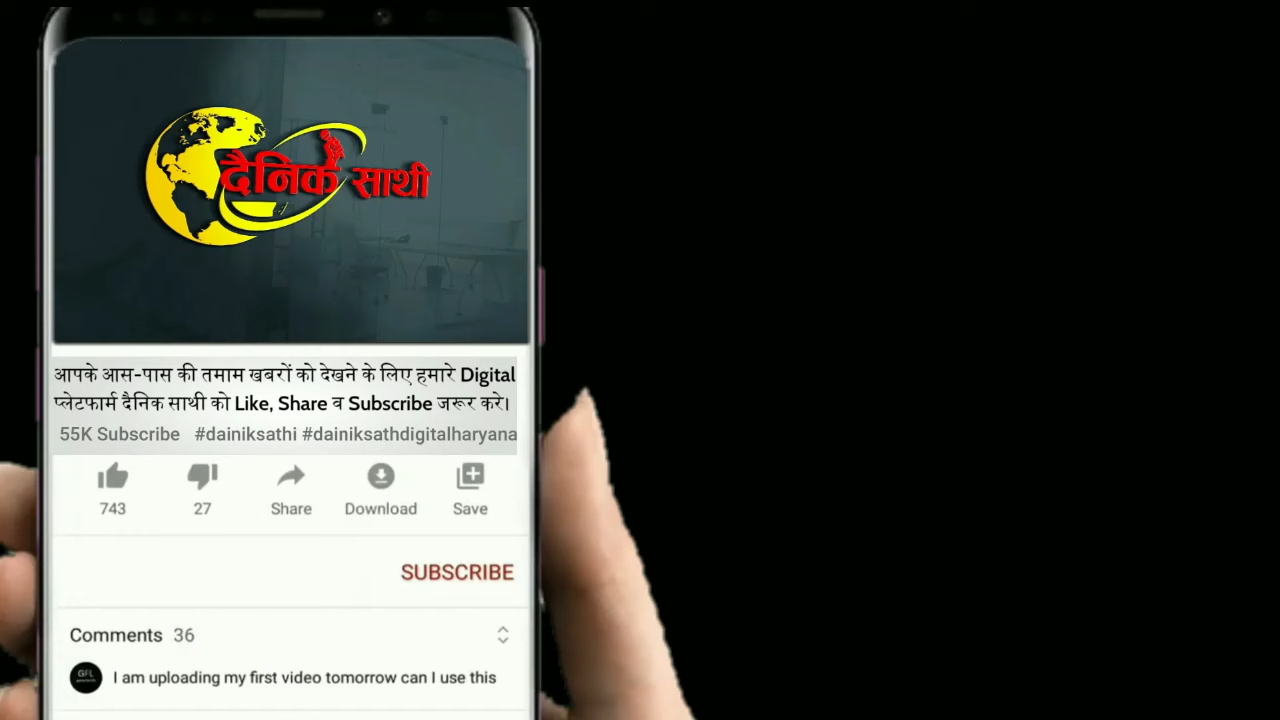 दैनिक साथी
आपके आस-पास की तमाम खबरों को देखने के लिए हमारे Digital
प्लेटफार्म दैनिक साथी को Like, Share व Subscribe जरूर करे।
55K Subscribe #dainiksathi #dainiksathdigitalharyana
743 27 Share Download Save
SUBSCRIBE
Comments 36
GFL
I am uploading my first video tomorrow can I use this